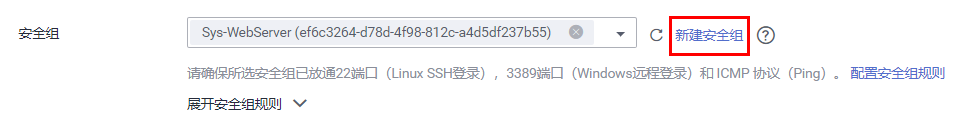 安全组 Sys-WebServer (ef6c3264-d78d-4f98-812c-a4d5df237b55) 新建安全组
请确保所选安全组已放通22端口（Linux SSH登录），3389端口（Windows远程登录）和 ICMP 协议（Ping）。 配置安全组规则
展开安全组规则